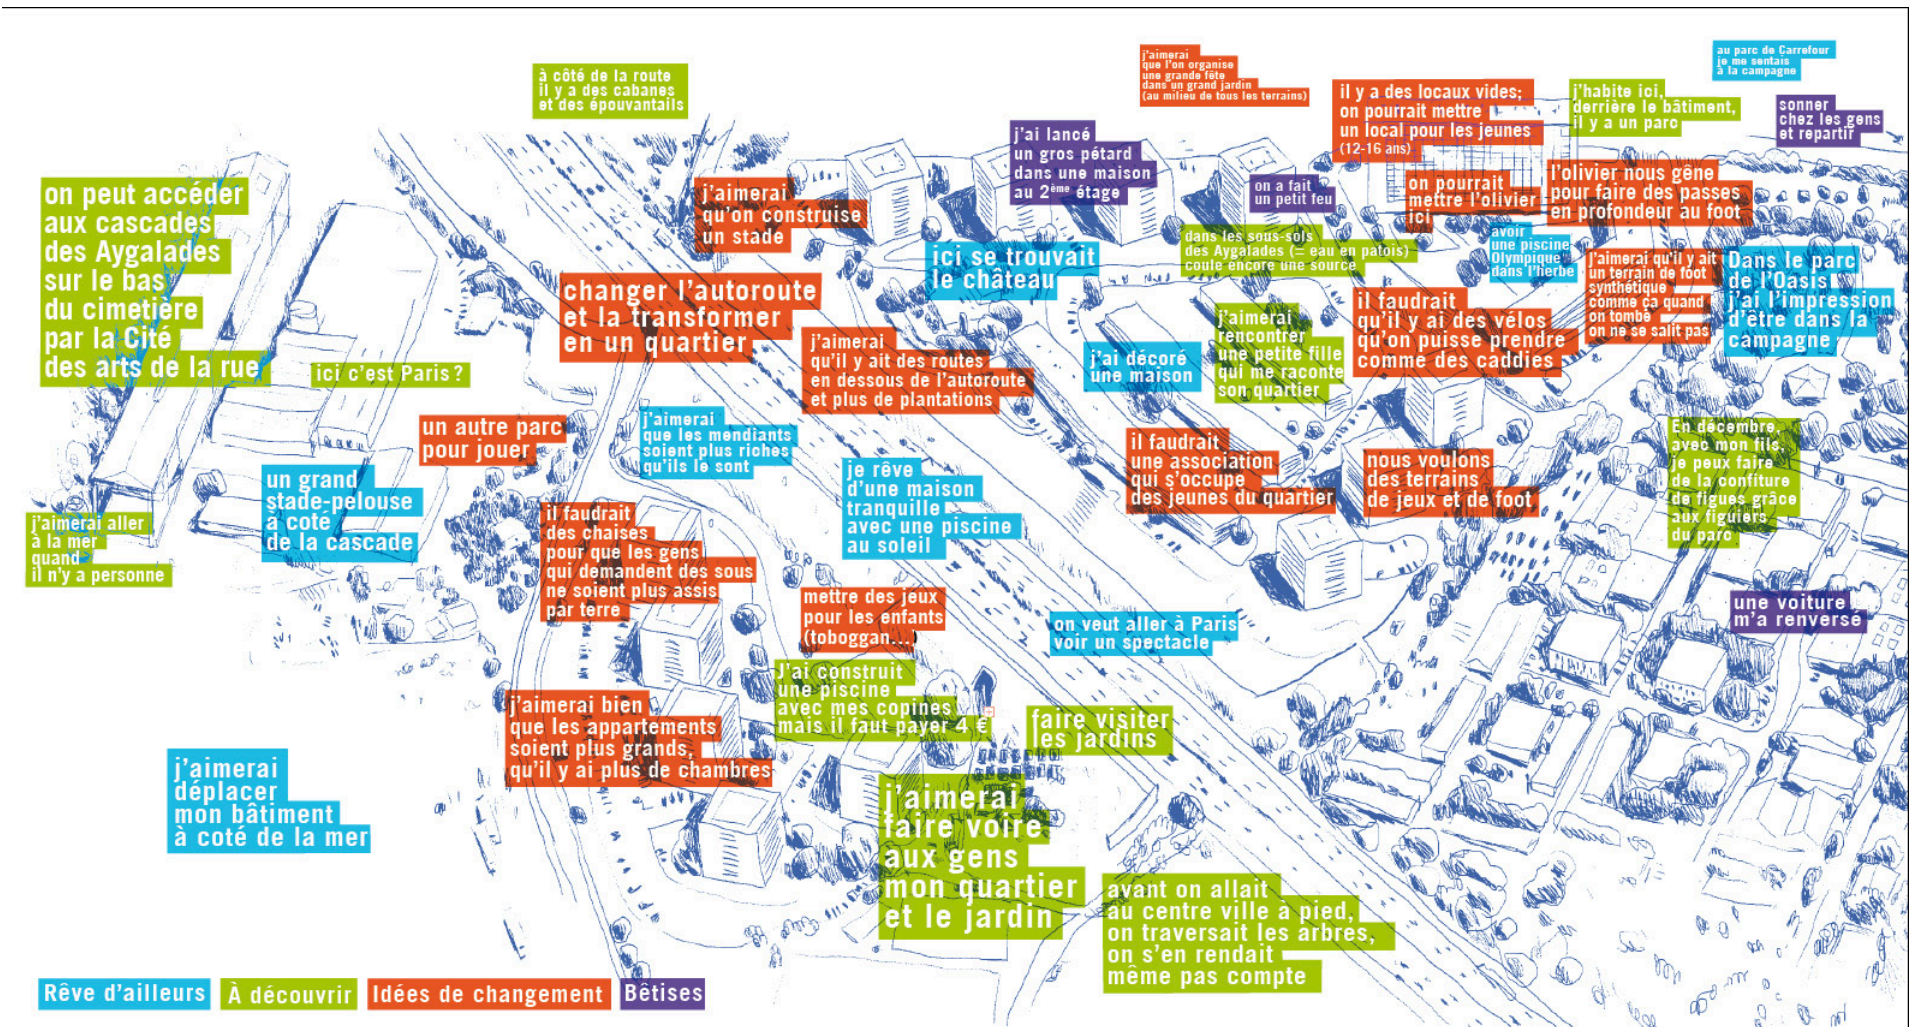 à côté de la route
il y a des cabanes
et des épouvantails
j'aimerai
que l'on organise
une grande fête
dans un grand jardin
(au milieu de tous les terrains)
au parc de Carrefour
je me sentais
à la campagne
il y a des locaux vides;
on pourrait mettre
un local pour les jeunes
(12-16 ans)
j'habite ici,
derrière le bâtiment,
il y a un parc
sonner
chez les gens
et repartir
j'ai lancé
un gros pétard
dans une maison
au 2ème étage
on a fait
un petit feu
on pourrait
mettre l'olivier
ici
l'olivier nous gêne
pour faire des passes
en profondeur au foot
on peut accéder
aux cascades
des Aygalades
sur le bas
du cimetière
par la Cité
des arts de la rue
j'aimerai
qu'on construise
un stade
ici se trouvait
le château
dans les sous-sols
des Aygalades (= eau en patois)
coule encore une source
avoir
une piscine
Olympique
dans l'herbe
j'aimerai qu'il y ait
un terrain de foot
synthétique
comme ça quand
on tombe
on ne se salit pas
Dans le parc
de l'Oasis
j'ai l'impression
d'être dans la
campagne
changer l'autoroute
et la transformer
en un quartier
j'aimerai
qu'il y ait des routes
en dessous de l'autoroute
et plus de plantations
j'ai décoré
une maison
j'aimerai
rencontrer
une petite fille
qui me raconte
son quartier
il faudrait
qu'il y ai des vélos
qu'on puisse prendre
comme des caddies
ici c'est Paris ?
un autre parc
pour jouer
j'aimerai
que les mendiants
soient plus riches
qu'ils le sont
je rêve
d'une maison
tranquille
avec une piscine
au soleil
il faudrait
une association
qui s'occupe
des jeunes du quartier
nous voulons
des terrains
de jeux et de foot
En décembre,
avec mon fils,
je peux faire
de la confiture
de figues grâce
aux figuiers
du parc
un grand
stade-pelouse
à coté
de la cascade
j'aimerai aller
à la mer
quand
il n'y a personne
il faudrait
des chaises
pour que les gens
qui demandent des sous
ne soient plus assis
par terre
mettre des jeux
pour les enfants
(toboggan...)
on veut aller à Paris
voir un spectacle
une voiture
m'a renversé
J'ai construit
une piscine
avec mes copines
mais il faut payer 4 €
faire visiter
les jardins
j'aimerai bien
que les appartements
soient plus grands,
qu'il y ai plus de chambres
j'aimerai
déplacer
mon bâtiment
à coté de la mer
j'aimerai
faire voire
aux gens
mon quartier
et le jardin
avant on allait
au centre ville à pied,
on traversait les arbres,
on s'en rendait
même pas compte
Rêve d'ailleurs
À découvrir
Idées de changement
Bêtises